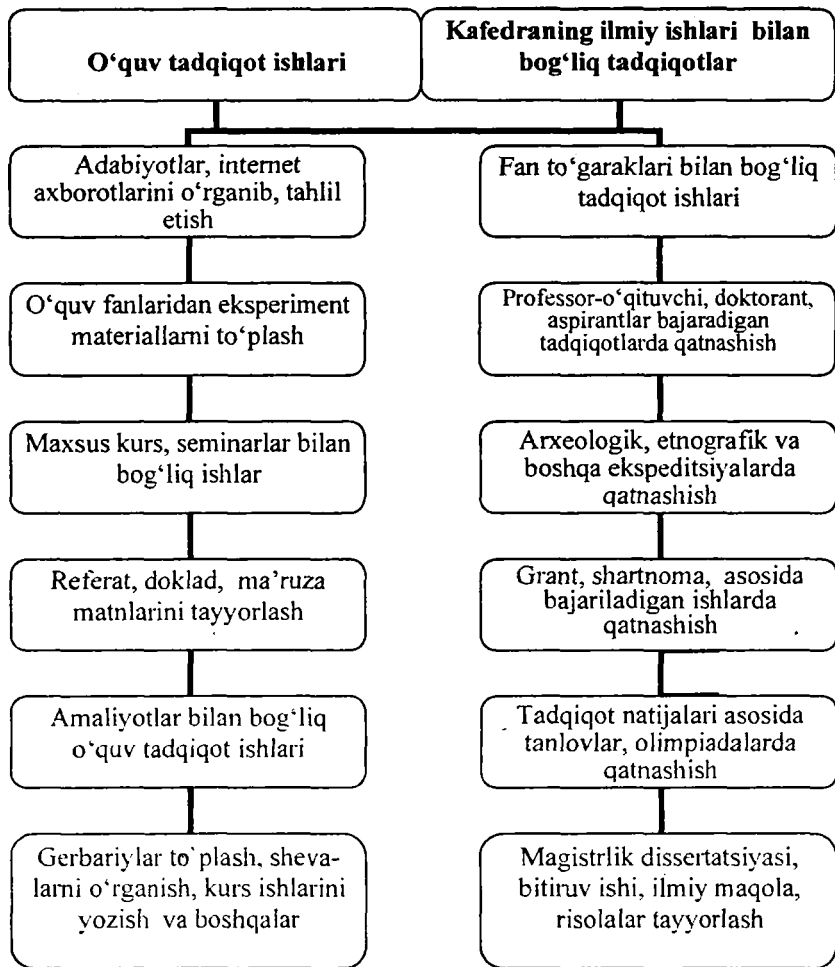 O‘quv tadqiqot ishlari
Kafedraning ilmiy ishlari bilan
bog‘liq tadqiqotlar
Adabiyotlar, internet
axborotlarini o‘rganib, tahlil
etish
O‘quv fanlaridan eksperiment
materiallarni to‘plash
Maxsus kurs, seminarlar bilan
bog‘liq ishlar
Referat, doklad, ma’ruza
matnlarini tayyorlash
Amaliyotlar bilan bog‘liq
o‘quv tadqiqot ishlari
Gerbariylar to`plash, sheva-
larni o‘rganish, kurs ishlarini
yozish va boshqalar
Fan to‘garaklari bilan bog‘liq
tadqiqot ishlari
Professor-o‘qituvchi, doktorant,
aspirantlar bajaradigan
tadqiqotlarda qatnashish
Arxeologik, etnografik va
boshqa ekspeditsiyalarda
qatnashish
Grant, shartnoma, asosida
bajariladigan ishlarda
qatnashish
Tadqiqot natijalari asosida
tanlovlar, olimpiadalarda
qatnashish
Magistrlik dissertatsiyasi,
bitiruv ishi, ilmiy maqola,
risolalar tayyorlash